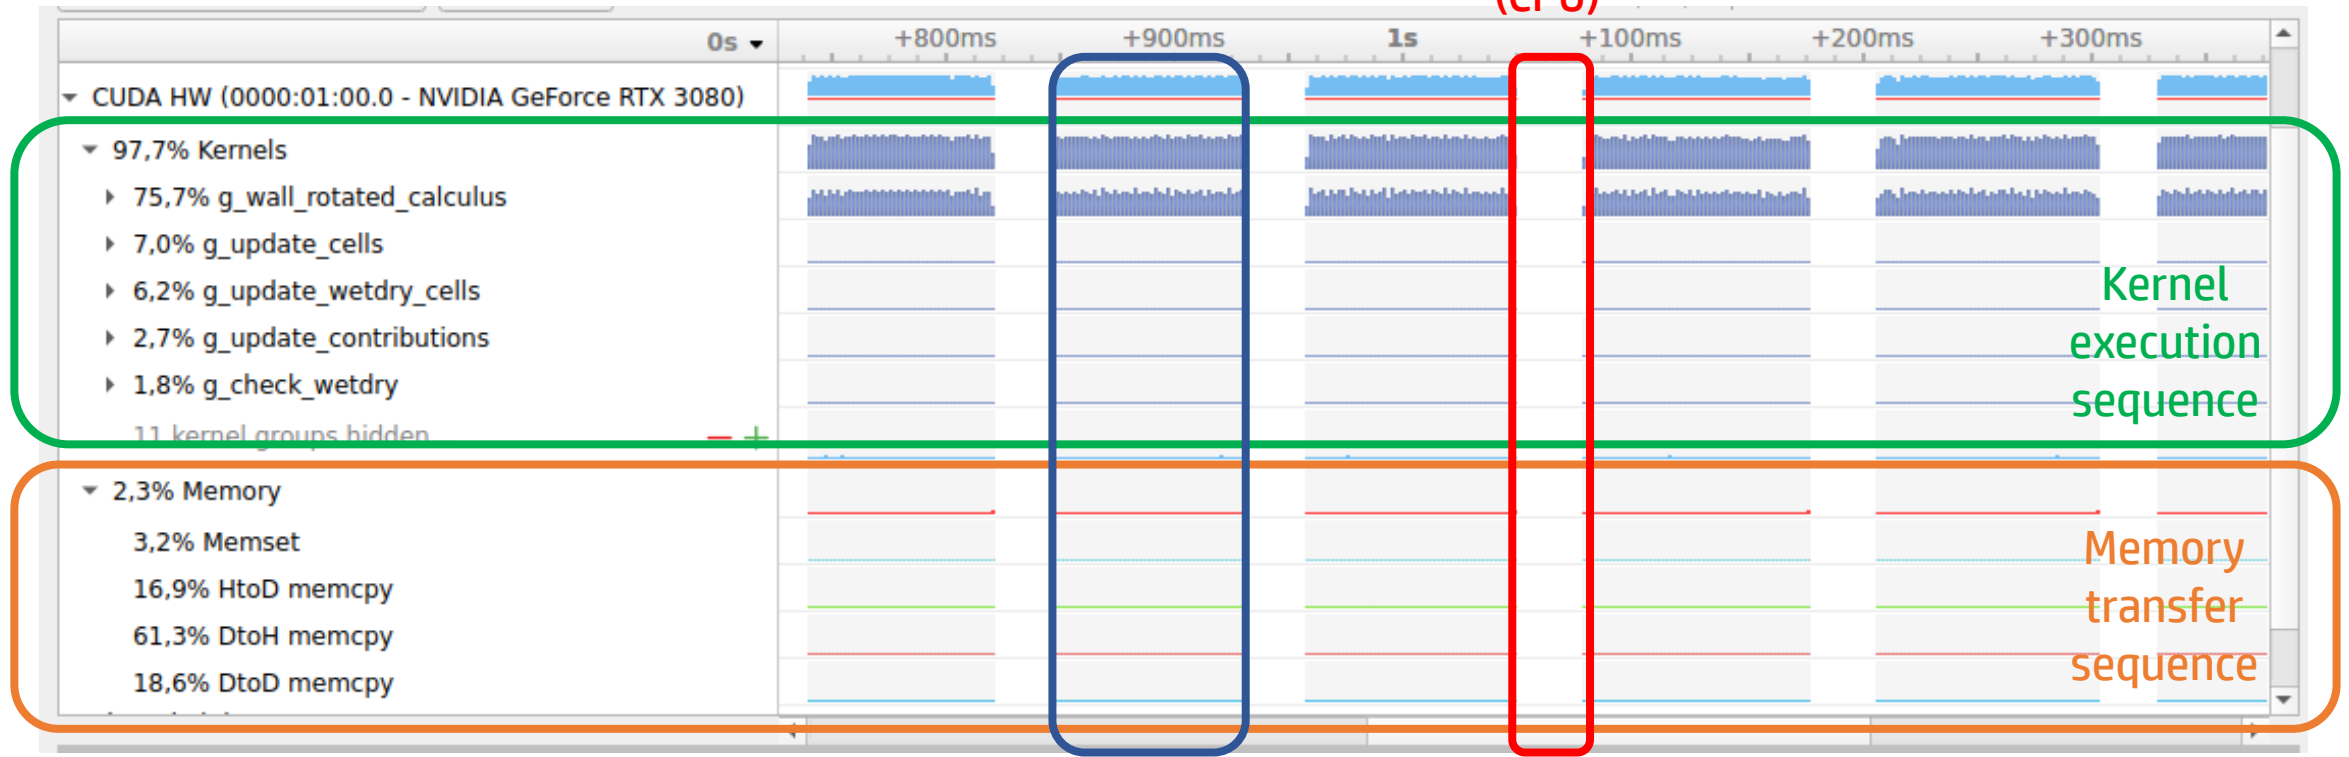 (CPU)
0s +800ms +900ms 1s +100ms +200ms +300ms
CUDA HW (0000:01:00.0 - NVIDIA GeForce RTX 3080)
97,7% Kernels
75,7% g_wall_rotated_calculus
7,0% g_update_cells
6,2% g_update_wetdry_cells
2,7% g_update_contributions
1,8% g_check_wetdry
11 kernel groups hidden
Kernel
execution
sequence
2,3% Memory
3,2% Memset
16,9% HtoD memcpy
61,3% DtoH memcpy
18,6% DtoD memcpy
Memory
transfer
sequence